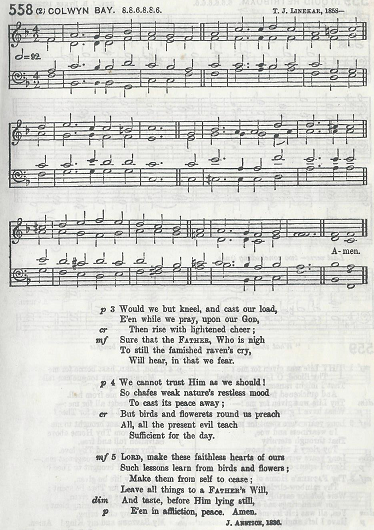 558 (2) COLWYN BAY. 8.8.6.8.8.6. T. J. LINEKAR, 1858–
=92
A-men.
p 3 Would we but kneel, and cast our load,
E'en while we pray, upon our GOD,
cr Then rise with lightened cheer;
mf Sure that the FATHER, Who is nigh
To still the famished raven's cry,
Will hear, in that we fear.
p 4 We cannot trust Him as we should!
So chafes weak nature's restless mood
To cast its peace away;
cr But birds and flowerets round us preach
All, all the present evil teach
Sufficient for the day.
mf 5 LORD, make these faithless hearts of ours
Such lessons learn from birds and flowers;
Make them from self to cease;
Leave all things to a FATHER'S Will,
dim And taste, before Him lying still,
p E'en in affliction, peace. Amen.
J. ANSTICE, 1836.